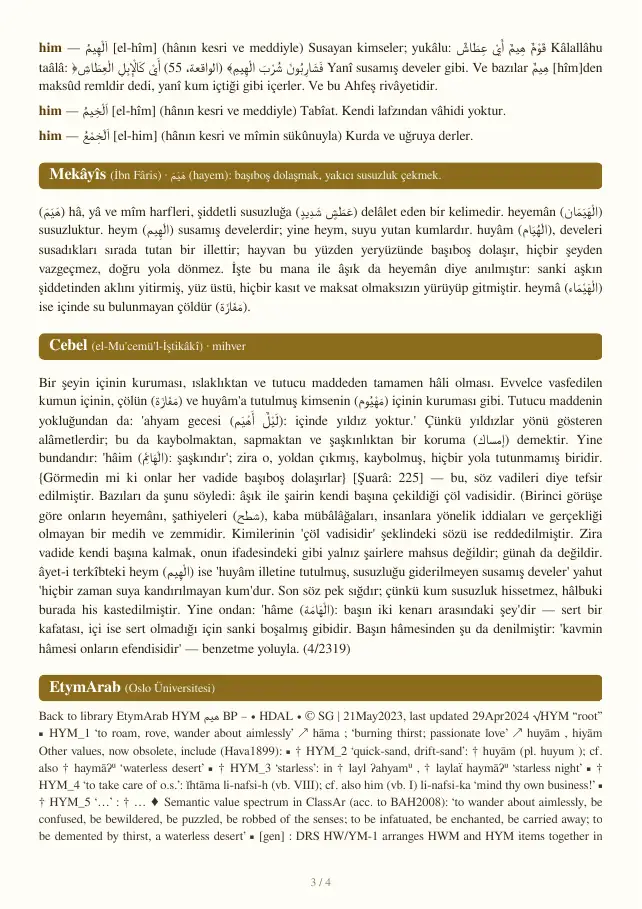 him — اَلْهِيمُ [el-hîm] (hânın kesri ve meddiyle) Susayan kimseler; yukâlu: قَوْمٌ هِيمٌ أَيْ عِطَاشٌ Kâlallâhu
taâlâ: ﴿فَشَارِبُونَ شُرْبَ الْهِيمِ﴾ (الواقعة، 55) أَيْ كَالْإِبِلِ الْعِطَاشِ Yanî susamış develer gibi. Ve bazılar هِيمٌ [hîm]den
maksûd remldir dedi, yanî kum içtiği gibi içerler. Ve bu Ahfeş rivâyetidir.
him — اَلْخِيمُ [el-hîm] (hânın kesri ve meddiyle) Tabîat. Kendi lafzından vâhidi yoktur.
him — اَلْخِمْعُ [el-him] (hânın kesri ve mîmin sükûnuyla) Kurda ve uğruya derler.
Mekâyîs (İbn Fâris) · هَيَمَ (hayem): başıboş dolaşmak, yakıcı susuzluk çekmek.
(هَيَمَ) hâ, yâ ve mîm harfleri, şiddetli susuzluğa (عَطَشٍ شَدِيدٍ) delâlet eden bir kelimedir. heyemân (الْهَيَمَان)
susuzluktur. heym (الْهِيم) susamış develerdir; yine heym, suyu yutan kumlardır. huyâm (الْهُيَام), develeri
susadıkları sırada tutan bir illettir; hayvan bu yüzden yeryüzünde başıboş dolaşır, hiçbir şeyden
vazgeçmez, doğru yola dönmez. İşte bu mana ile âşık da heyemân diye anılmıştır: sanki aşkın
şiddetinden aklını yitirmiş, yüz üstü, hiçbir kasıt ve maksat olmaksızın yürüyüp gitmiştir. heymâ (الْهَيْمَاء)
ise içinde su bulunmayan çöldür (مَفَازَة).
Cebel (el-Mu'cemü'l-İştikâkî) · mihver
Bir şeyin içinin kuruması, ıslaklıktan ve tutucu maddeden tamamen hâli olması. Evvelce vasfedilen
kumun içinin, çölün (مَفَازَة) ve huyâm'a tutulmuş kimsenin (مَهْيُوم) içinin kuruması gibi. Tutucu maddenin
yokluğundan da: 'ahyam gecesi (لَيْلٌ أَهْيَم): içinde yıldız yoktur.' Çünkü yıldızlar yönü gösteren
alâmetlerdir; bu da kaybolmaktan, sapmaktan ve şaşkınlıktan bir koruma (إمساك) demektir. Yine
bundandır: 'hâim (الْهَائِم): şaşkındır'; zira o, yoldan çıkmış, kaybolmuş, hiçbir yola tutunmamış biridir.
{Görmedin mi ki onlar her vadide başıboş dolaşırlar} [Şuarâ: 225] — bu, söz vadileri diye tefsir
edilmiştir. Bazıları da şunu söyledi: âşık ile şairin kendi başına çekildiği çöl vadisidir. (Birinci görüşe
göre onların heyemânı, şathiyeleri (شطح), kaba mübâlâğaları, insanlara yönelik iddiaları ve gerçekliği
olmayan bir medih ve zemmidir. Kimilerinin 'çöl vadisidir' şeklindeki sözü ise reddedilmiştir. Zira
vadide kendi başına kalmak, onun ifadesindeki gibi yalnız şairlere mahsus değildir; günah da değildir.
âyet-i terkîbteki heym (الْهِيم) ise 'huyâm illetine tutulmuş, susuzluğu giderilmeyen susamış develer' yahut
'hiçbir zaman suya kandırılmayan kum'dur. Son söz pek sığdır; çünkü kum susuzluk hissetmez, hâlbuki
burada his kastedilmiştir. Yine ondan: 'hâme (الْهَامَة): başın iki kenarı arasındaki şey'dir — sert bir
kafatası, içi ise sert olmadığı için sanki boşalmış gibidir. Başın hâmesinden şu da denilmiştir: 'kavmin
hâmesi onların efendisidir' — benzetme yoluyla. (4/2319)
EtymArab (Oslo Üniversitesi)
Back to library EtymArab HYM هيم BP – • HDAL • © SG | 21May2023, last updated 29Apr2024 √HYM “root”
▪ HYM_1 ‘to roam, rove, wander about aimlessly’ ↗ hāma ; ‘burning thirst; passionate love’ ↗ huyām , hiyām
Other values, now obsolete, include (Hava1899): ▪ † HYM_2 ‘quick-sand, drift-sand’: † huyām (pl. huyum ); cf.
also † haymāʔᵘ ‘waterless desert’ ▪ † HYM_3 ‘starless’: in † layl ʔahyamᵘ , † laylaẗ haymāʔᵘ ‘starless night’ ▪ †
HYM_4 ‘to take care of o.s.’: ĭhtāma li-nafsi-h (vb. VIII); cf. also him (vb. I) li-nafsi-ka ‘mind thy own business!’ ▪
† HYM_5 ‘…’ : † … ♦ Semantic value spectrum in ClassAr (acc. to BAH2008): ‘to wander about aimlessly, be
confused, be bewildered, be puzzled, be robbed of the senses; to be infatuated, be enchanted, be carried away; to
be demented by thirst, a waterless desert’ ▪ [gen] : DRS HW/YM-1 arranges HWM and HYM items together in
3 / 4